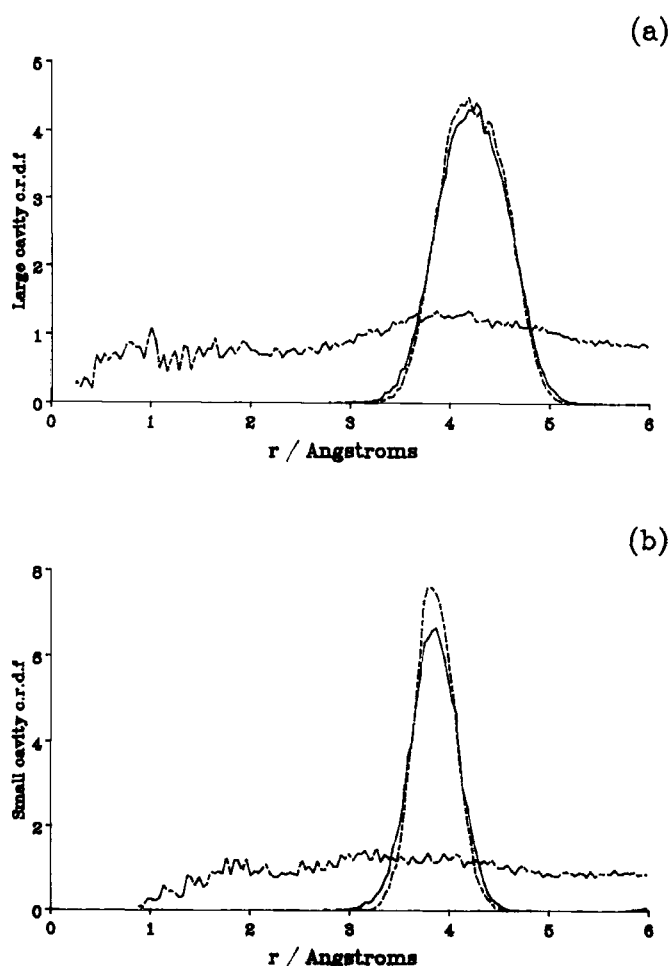 (a)
Large cavity c.r.d.f
5
4
3
2
1
0
0 1 2 3 4 5 6
r / Angstroms
(b)
Small cavity c.r.d.f
8
6
4
2
0
0 1 2 3 4 5 6
r / Angstroms